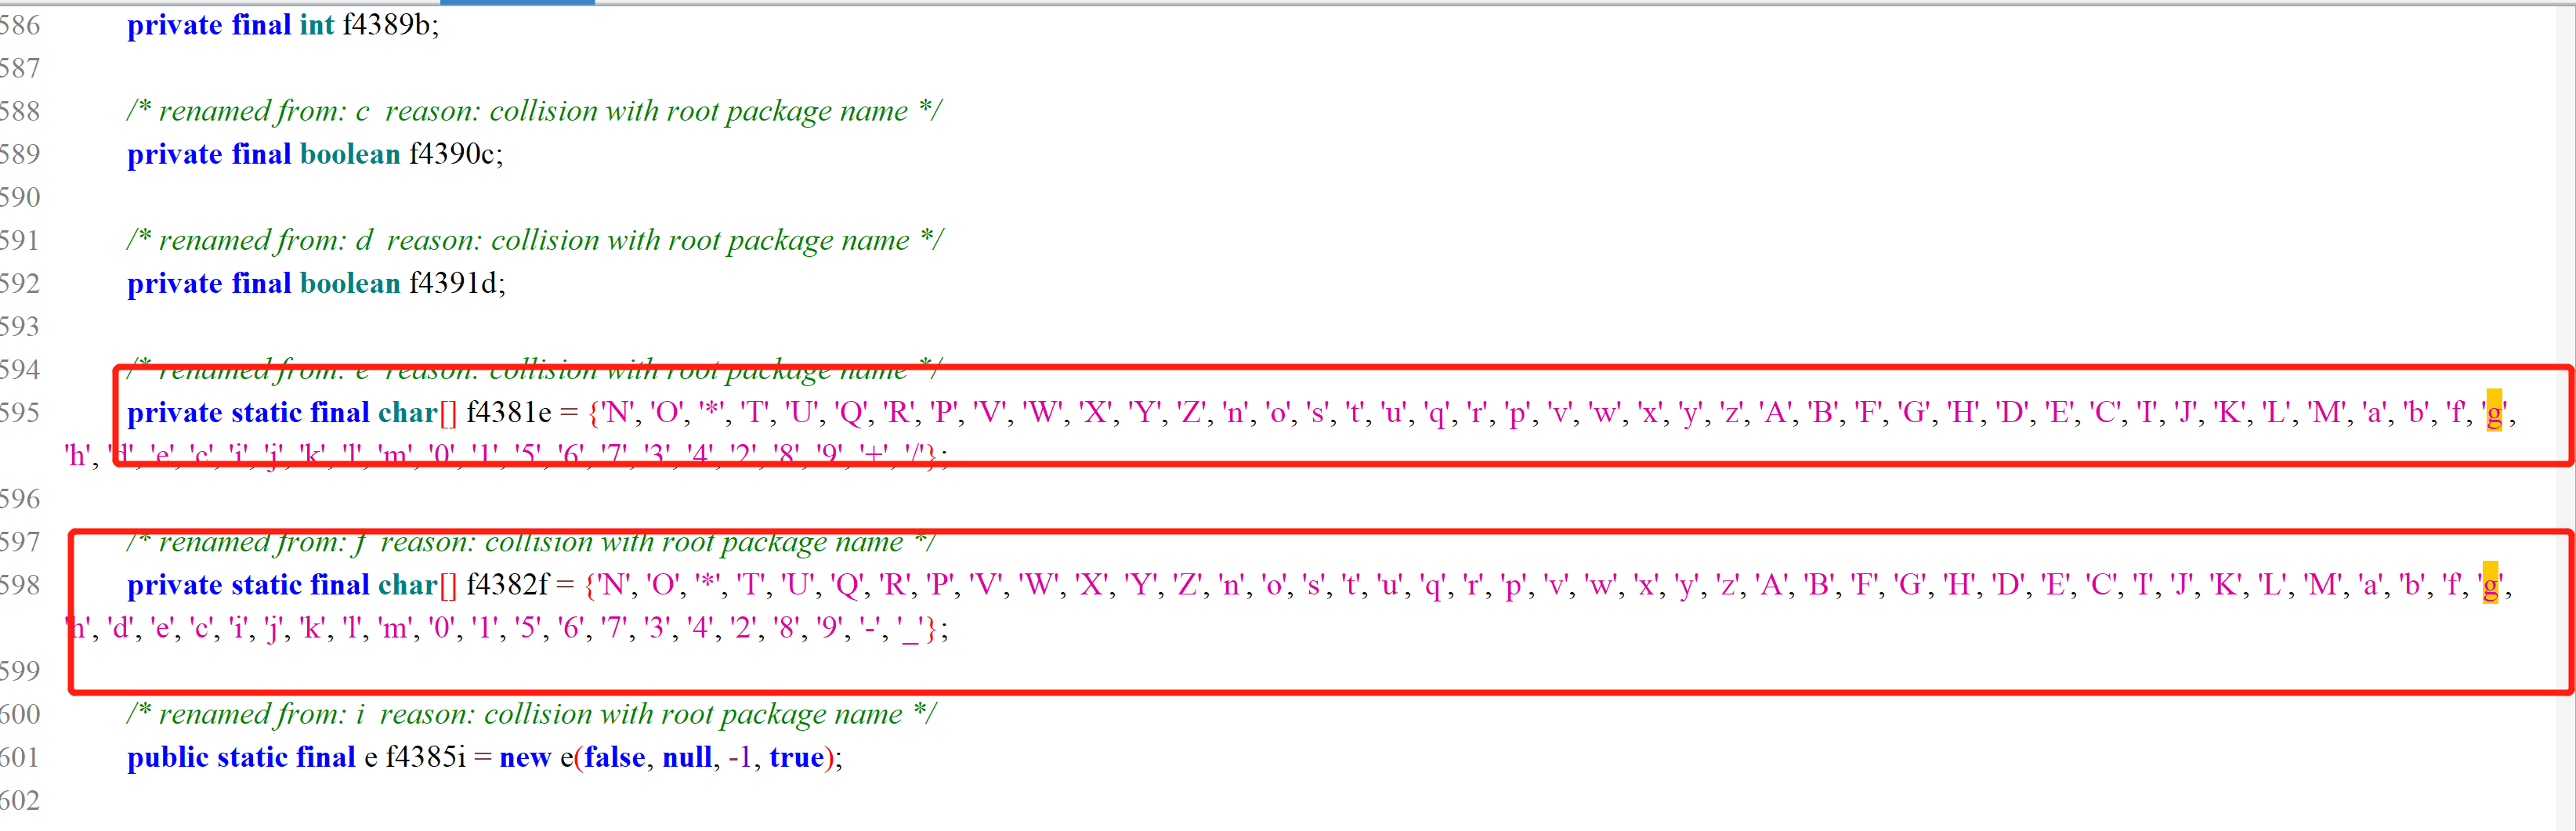 586 private final int f4389b;
587
588 /* renamed from: c  reason: collision with root package name */
589 private final boolean f4390c;
590
591 /* renamed from: d  reason: collision with root package name */
592 private final boolean f4391d;
593
594 /* renamed from: e  reason: collision with root package name */
595 private static final char[] f4381e = {'N', 'O', '*', 'T', 'U', 'Q', 'R', 'P', 'V', 'W', 'X', 'Y', 'Z', 'n', 'o', 's', 't', 'u', 'q', 'r', 'p', 'v', 'w', 'x', 'y', 'z', 'A', 'B', 'F', 'G', 'H', 'D', 'E', 'C', 'I', 'J', 'K', 'L', 'M', 'a', 'b', 'f', 'g',
'h', 'd', 'e', 'c', 'i', 'j', 'k', 'l', 'm', '0', '1', '5', '6', '7', '3', '4', '2', '8', '9', '+', '/'};
596
597 /* renamed from: f  reason: collision with root package name */
598 private static final char[] f4382f = {'N', 'O', '*', 'T', 'U', 'Q', 'R', 'P', 'V', 'W', 'X', 'Y', 'Z', 'n', 'o', 's', 't', 'u', 'q', 'r', 'p', 'v', 'w', 'x', 'y', 'z', 'A', 'B', 'F', 'G', 'H', 'D', 'E', 'C', 'I', 'J', 'K', 'L', 'M', 'a', 'b', 'f', 'g',
'h', 'd', 'e', 'c', 'i', 'j', 'k', 'l', 'm', '0', '1', '5', '6', '7', '3', '4', '2', '8', '9', '-', '_'};
599
600 /* renamed from: i  reason: collision with root package name */
601 public static final e f4385i = new e(false, null, -1, true);
602